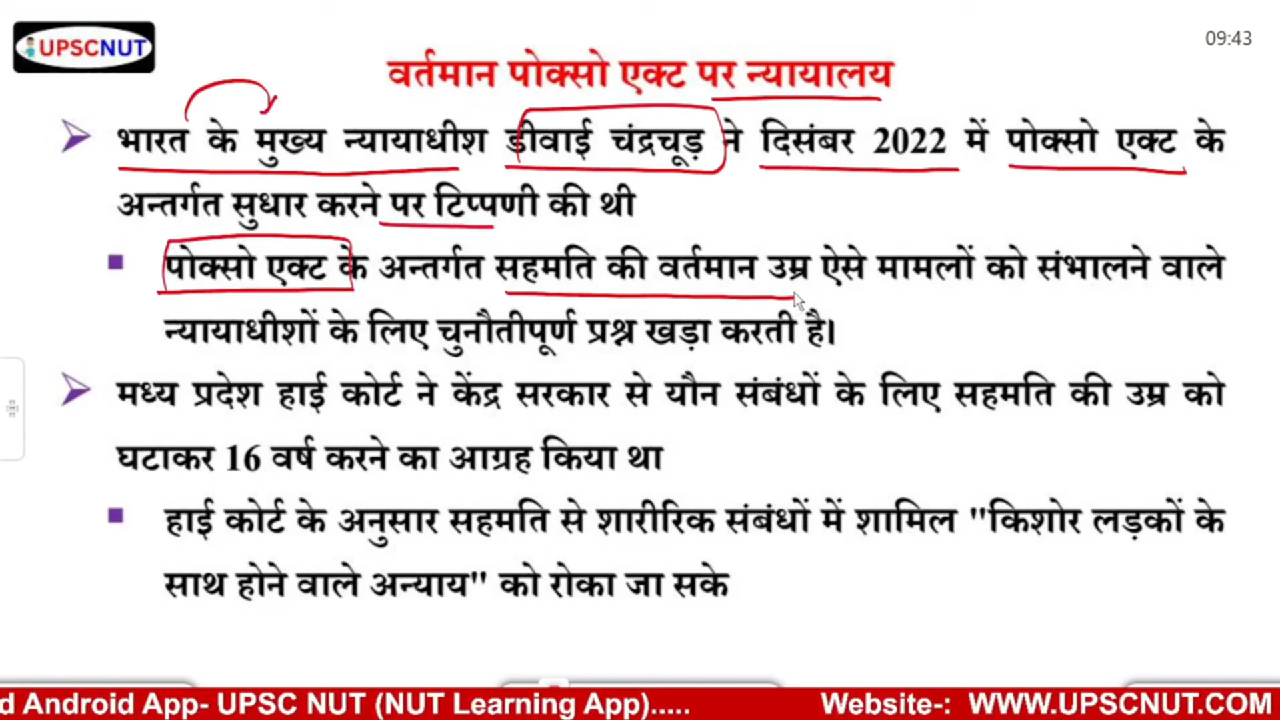 UPSCNUT
09:43
वर्तमान पोक्सो एक्ट पर न्यायालय
भारत के मुख्य न्यायाधीश डीवाई चंद्रचूड़ ने दिसंबर 2022 में पोक्सो एक्ट के
अन्तर्गत सुधार करने पर टिप्पणी की थी
पोक्सो एक्ट के अन्तर्गत सहमति की वर्तमान उम्र ऐसे मामलों को संभालने वाले
न्यायाधीशों के लिए चुनौतीपूर्ण प्रश्न खड़ा करती है।
मध्य प्रदेश हाई कोर्ट ने केंद्र सरकार से यौन संबंधों के लिए सहमति की उम्र को
घटाकर 16 वर्ष करने का आग्रह किया था
हाई कोर्ट के अनुसार सहमति से शारीरिक संबंधों में शामिल "किशोर लड़कों के
साथ होने वाले अन्याय" को रोका जा सके
d Android App- UPSC NUT (NUT Learning App)..... Website-: WWW.UPSCNUT.COM